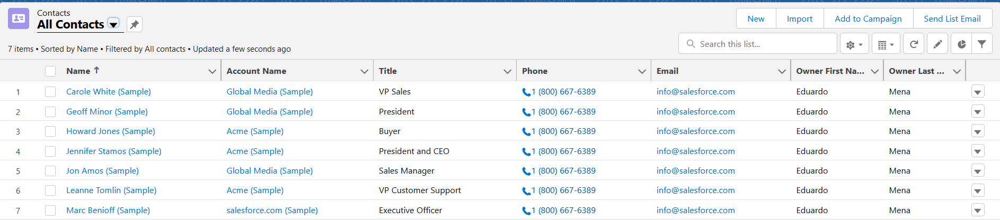 Contacts
All Contacts
New Import Add to Campaign Send List Email
7 items • Sorted by Name • Filtered by All contacts • Updated a few seconds ago
Search this list...
Name Account Name Title Phone Email Owner First Na... Owner Last ...
1 Carole White (Sample) Global Media (Sample) VP Sales 1 (800) 667-6389 info@salesforce.com Eduardo Mena
2 Geoff Minor (Sample) Global Media (Sample) President 1 (800) 667-6389 info@salesforce.com Eduardo Mena
3 Howard Jones (Sample) Acme (Sample) Buyer 1 (800) 667-6389 info@salesforce.com Eduardo Mena
4 Jennifer Stamos (Sample) Acme (Sample) President and CEO 1 (800) 667-6389 info@salesforce.com Eduardo Mena
5 Jon Amos (Sample) Global Media (Sample) Sales Manager 1 (800) 667-6389 info@salesforce.com Eduardo Mena
6 Leanne Tomlin (Sample) Acme (Sample) VP Customer Support 1 (800) 667-6389 info@salesforce.com Eduardo Mena
7 Marc Benioff (Sample) salesforce.com (Sample) Executive Officer 1 (800) 667-6389 info@salesforce.com Eduardo Mena